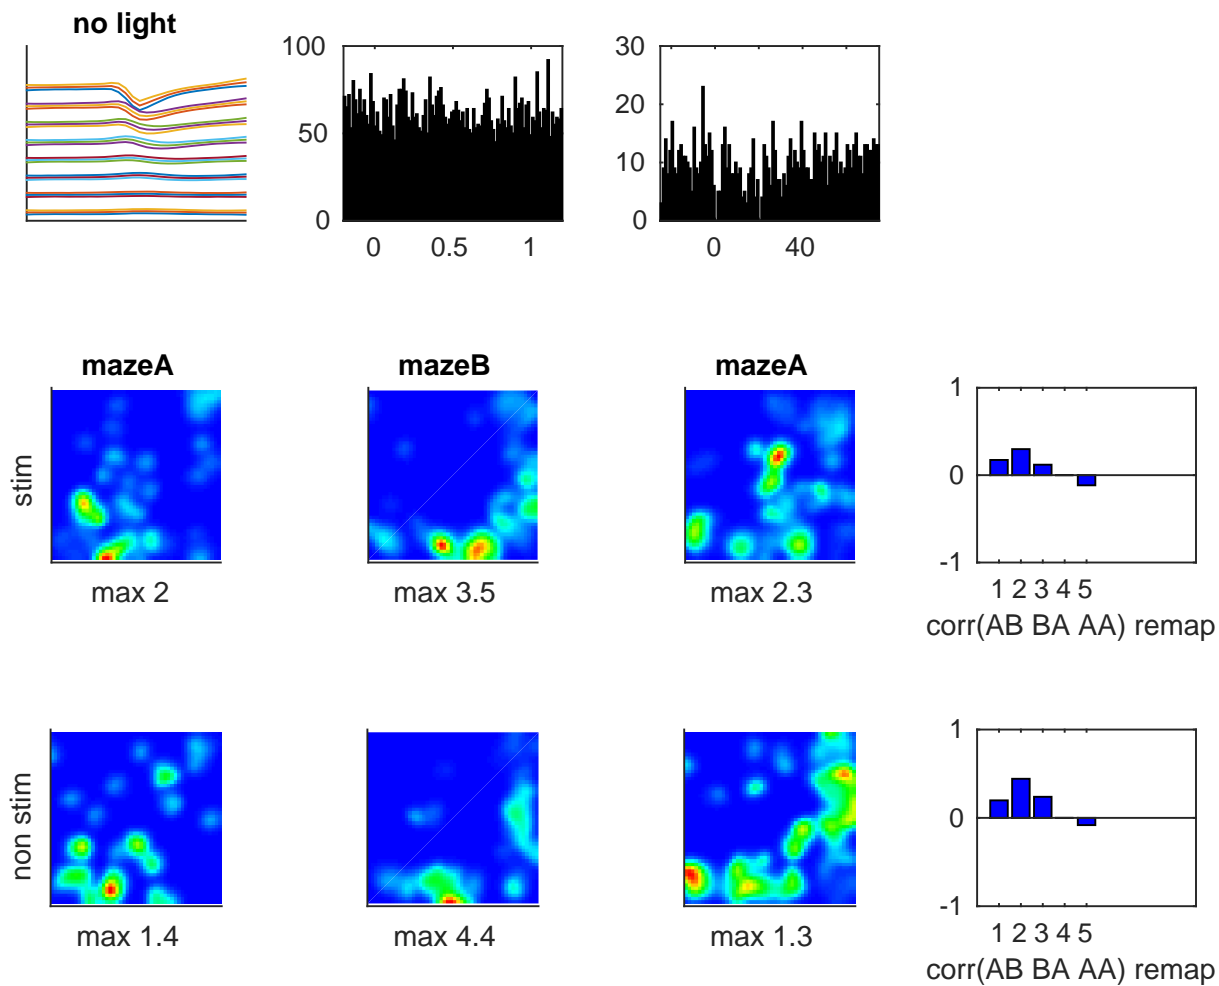 no light
100
50
0
0 0.5 1
30
20
10
0
0 40
mazeA mazeB mazeA
stim
max 2 max 3.5 max 2.3
1
0
-1
1 2 3 4 5
corr(AB BA AA) remap
non stim
max 1.4 max 4.4 max 1.3
1
0
-1
1 2 3 4 5
corr(AB BA AA) remap